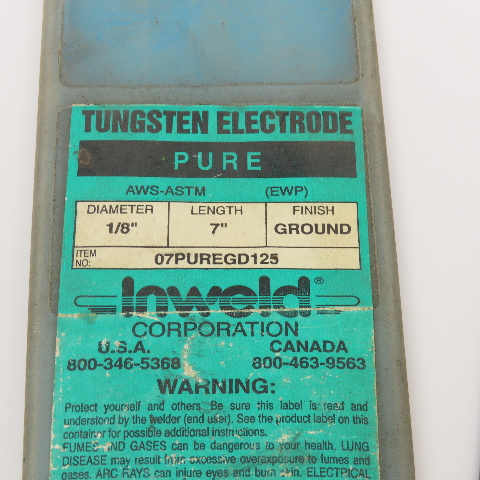 TUNGSTEN ELECTRODE
PURE
AWS-ASTM (EWP)
DIAMETER LENGTH FINISH
1/8" 7" GROUND
ITEM NO: 07PUREGD125
Inweld®
CORPORATION
U.S.A. CANADA
800-346-5368 800-463-9563
WARNING:
Protect yourself and others. Be sure this label is read and
understood by the welder (end user). See the product label on this
container for possible additional instructions.
FUMES AND GASES can be dangerous to your health. LUNG
DISEASE may result from excessive overexposure to fumes and
gases. ARC RAYS can injure eyes and burn skin. ELECTRICAL